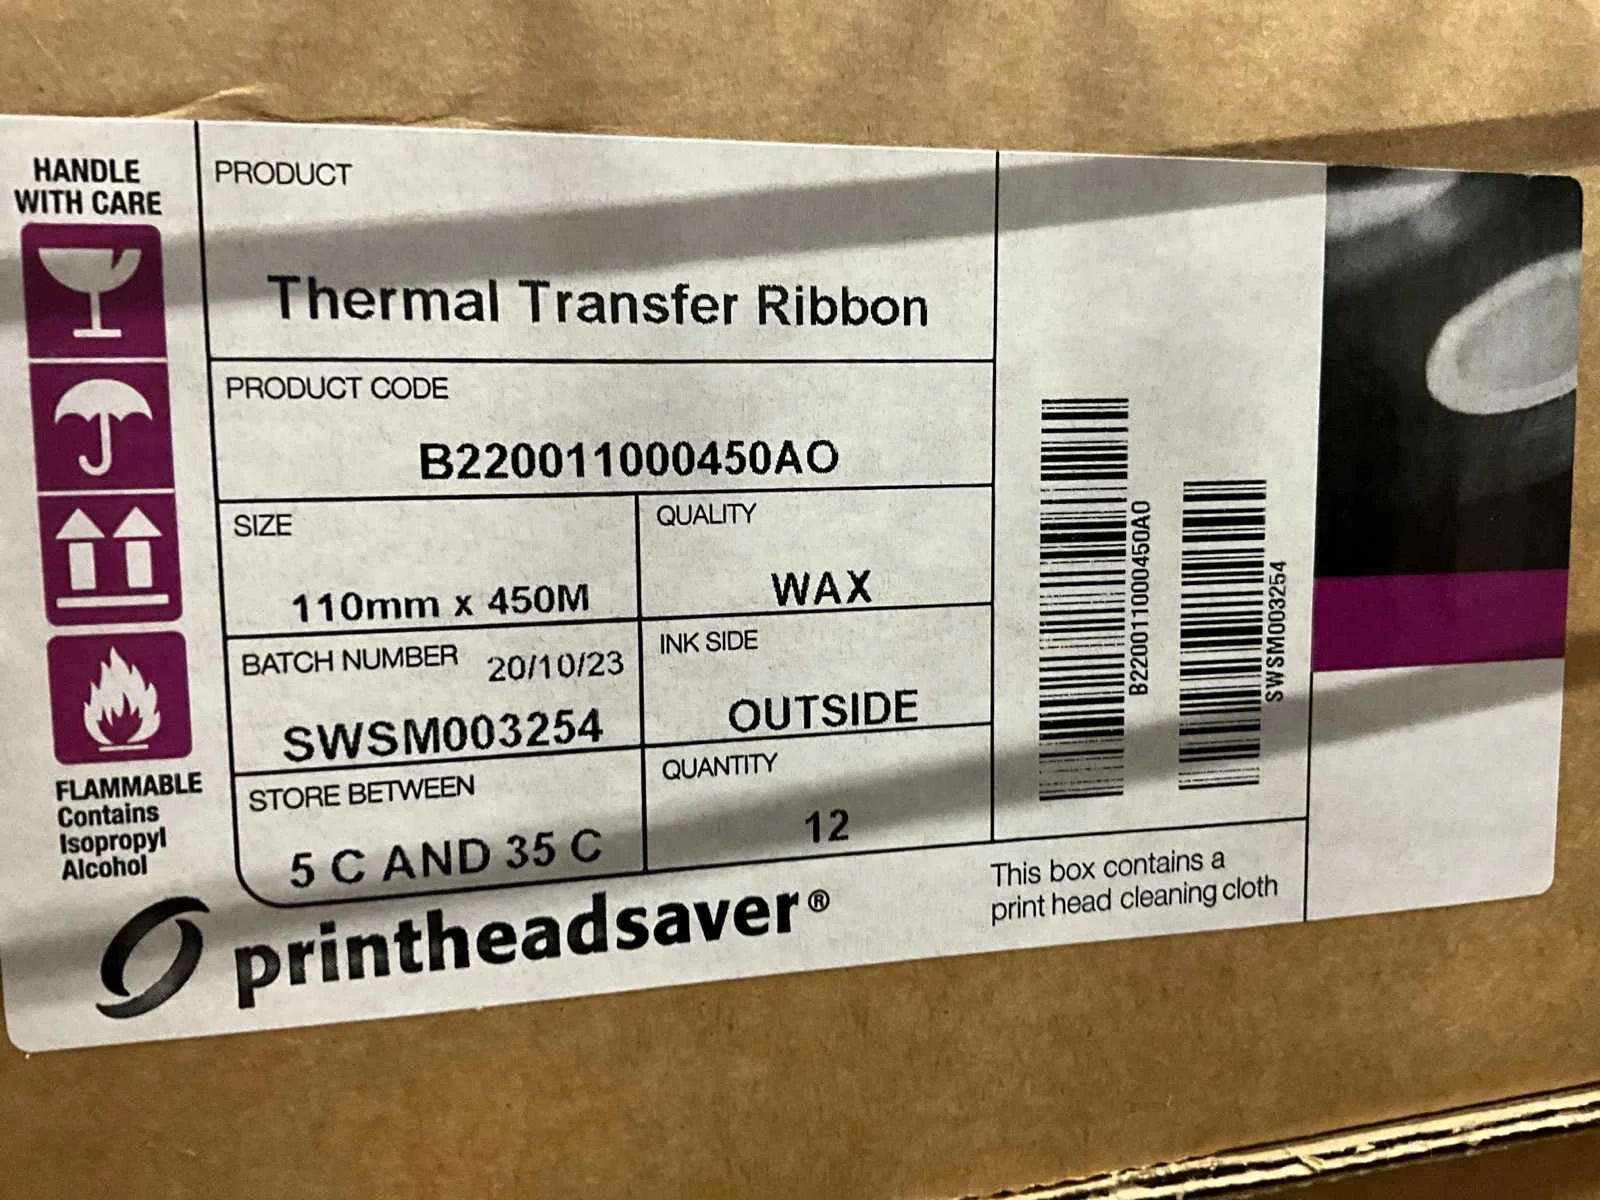 HANDLE
WITH CARE
PRODUCT
Thermal Transfer Ribbon
PRODUCT CODE
B220011000450AO
SIZE
110mm x 450M
QUALITY
WAX
BATCH NUMBER 20/10/23
SWSM003254
INK SIDE
OUTSIDE
STORE BETWEEN
5 C AND 35 C
QUANTITY
12
FLAMMABLE
Contains
Isopropyl
Alcohol
printheadsaver®
B220011000450AO
SWSM003254
This box contains a
print head cleaning cloth